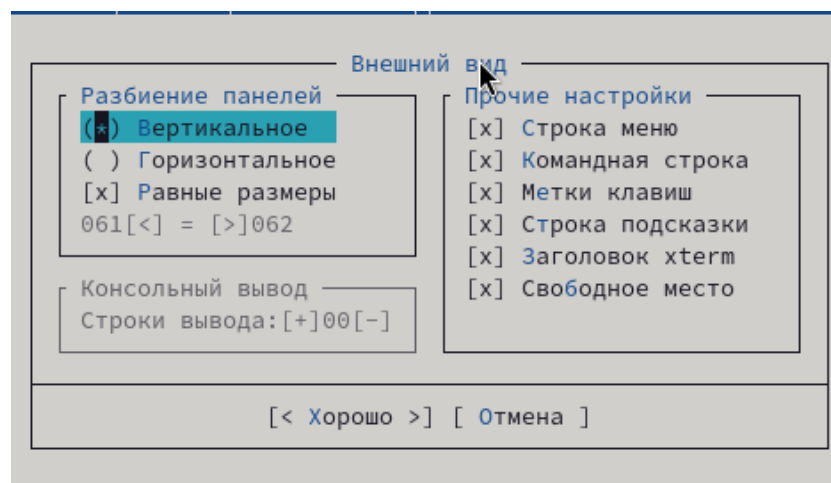 Внешний вид
Разбиение панелей
(*) Вертикальное
( ) Горизонтальное
[x] Равные размеры
061[<] = [>]062
Консольный вывод
Строки вывода:[+]00[-]
Прочие настройки
[x] Строка меню
[x] Командная строка
[x] Метки клавиш
[x] Строка подсказки
[x] Заголовок xterm
[x] Свободное место
[< Хорошо >] [ Отмена ]